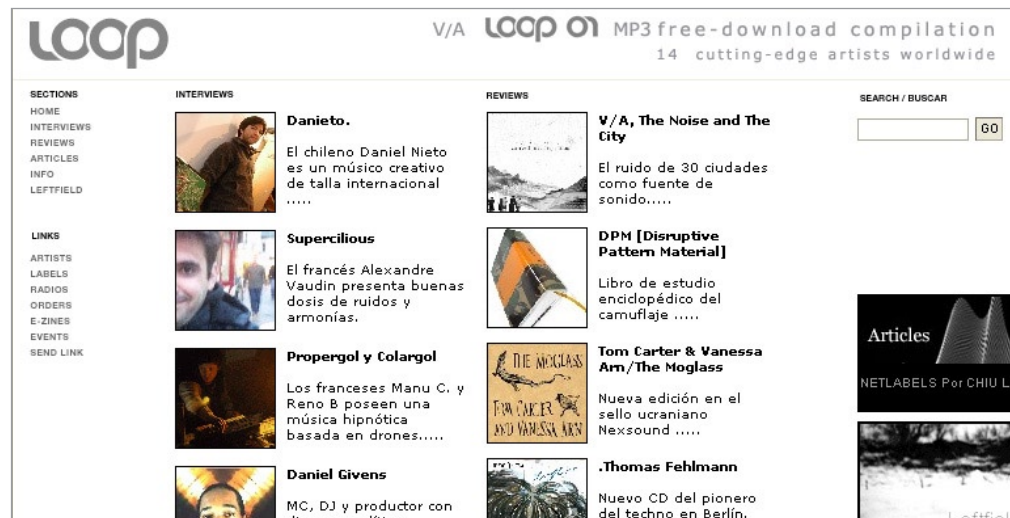 LOOP
V/A LOOP 01 MP3 free-download compilation
14 cutting-edge artists worldwide
SECTIONS
HOME
INTERVIEWS
REVIEWS
ARTICLES
INFO
LEFTFIELD
LINKS
ARTISTS
LABELS
RADIOS
ORDERS
E-ZINES
EVENTS
SEND LINK
INTERVIEWS
Danieto.
El chileno Daniel Nieto
es un músico creativo
de talla internacional
.....
Supercilious
El francés Alexandre
Vaudin presenta buenas
dosis de ruidos y
armonías.
Propergol y Colargol
Los franceses Manu C. y
Reno B poseen una
música hipnótica
basada en drones.....
Daniel Givens
MC, DJ y productor con
REVIEWS
V/A, The Noise and The
City
El ruido de 30 ciudades
como fuente de
sonido.....
DPM [Disruptive
Pattern Material]
Libro de estudio
enciclopédico del
camuflaje .....
THE MOGLASS
TOM CARTER
AND VANESSA ARN
Tom Carter & Vanessa
Arn/The Moglass
Nueva edición en el
sello ucraniano
Nexsound .....
.Thomas Fehlmann
Nuevo CD del pionero
del techno en Berlín.
SEARCH / BUSCAR
GO
Articles
NETLABELS Por CHIU L
Leftfiel